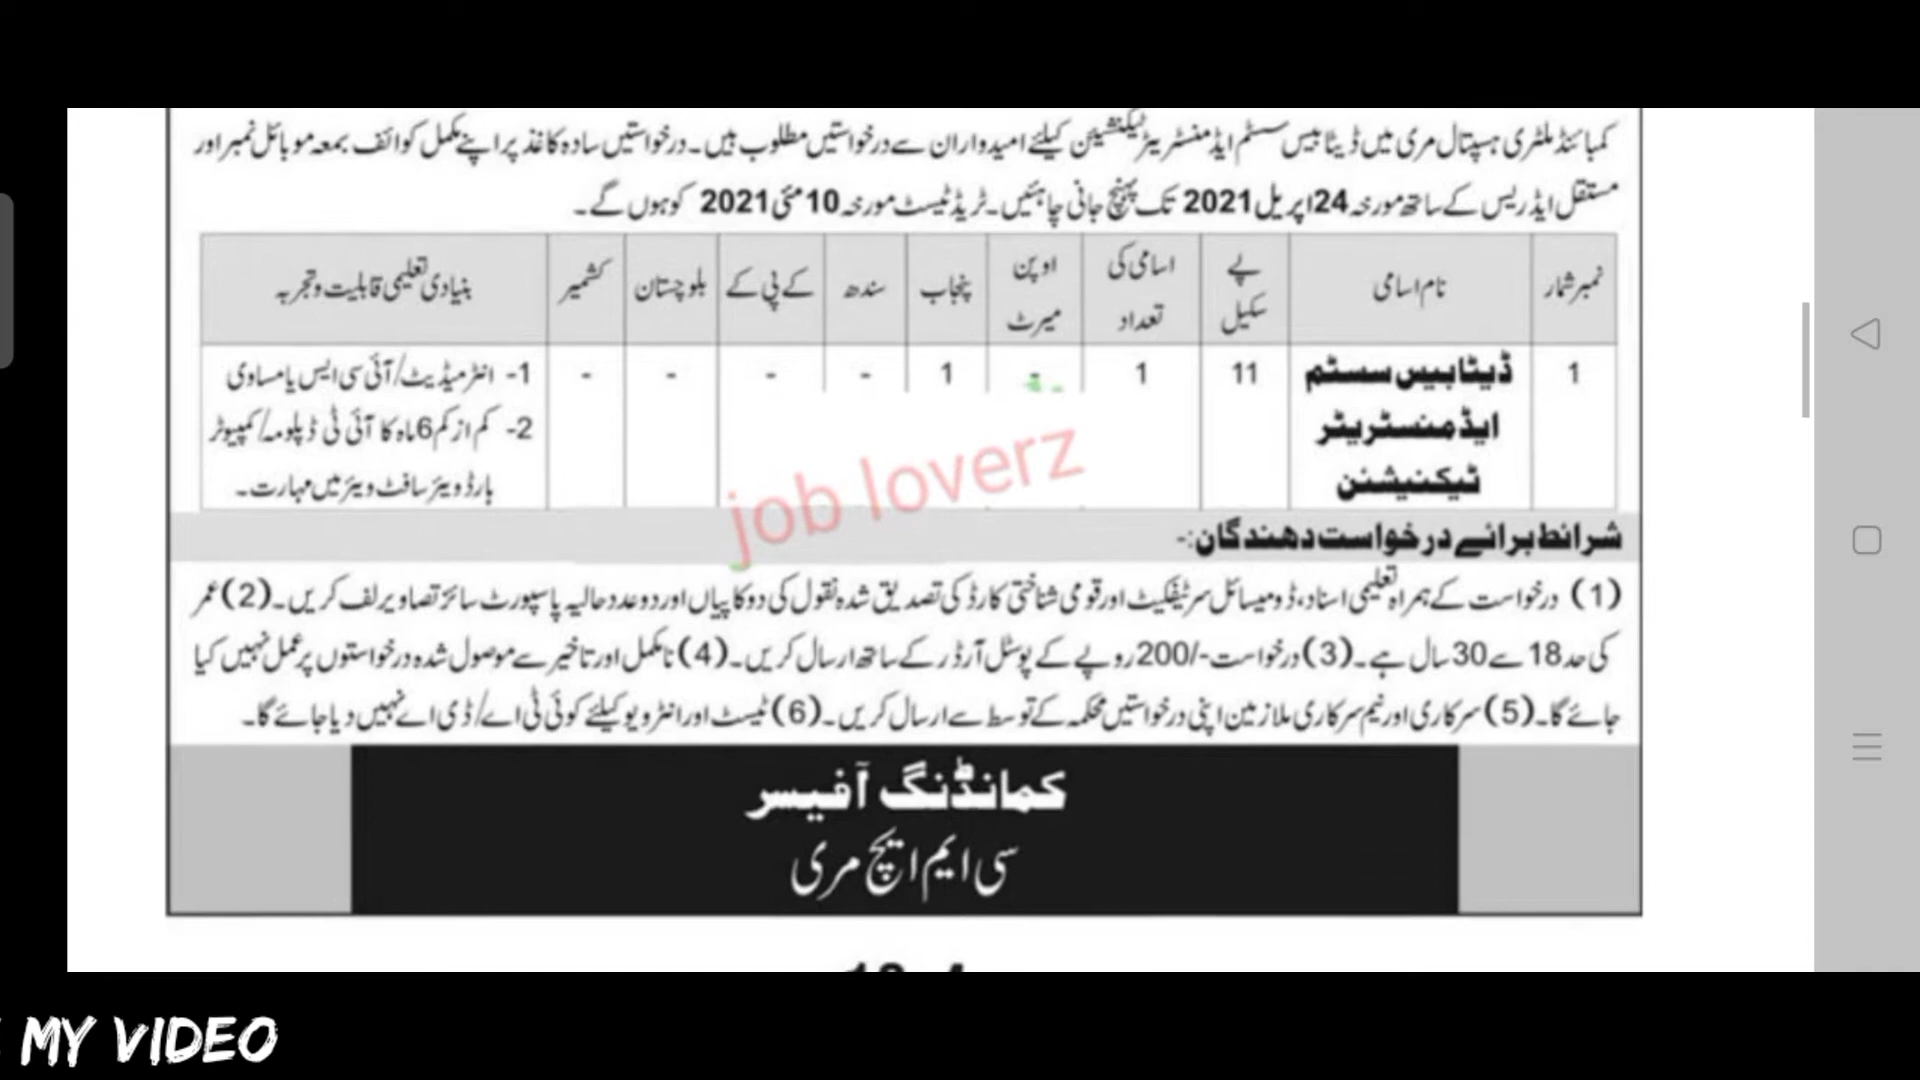 کمبائنڈ ملٹری ہسپتال مری میں ڈیٹا بیس سسٹم ایڈمنسٹریٹر ٹیکنیشن کیلئے امیدواران سے درخواستیں مطلوب ہیں۔ درخواستیں سادہ کاغذ پر اپنے مکمل کوائف بمعہ موبائل نمبر اور
مستقل ایڈریس کے ساتھ مورخہ 24 اپریل 2021 تک پہنچ جانی چاہئیں۔ ٹریڈ ٹیسٹ مورخہ 10 مئی 2021 کو ہوں گے۔
نمبر شمار نام اسامی پے سکیل اسامی کی تعداد اوپن میرٹ پنجاب سندھ کے پی کے بلوچستان کشمیر بنیادی تعلیمی قابلیت و تجربہ
1 ڈیٹا بیس سسٹم 11 1 - 1 - - - - 1- انٹرمیڈیٹ/آئی سی ایس یا مساوی
ایڈمنسٹریٹر 2- کم از کم 6 ماہ کا آئی ٹی ڈپلومہ/کمپیوٹر
ٹیکنیشن ہارڈ ویئر سافٹ ویئر میں مہارت۔
job loverz
شرائط برائے درخواست دھندگان:-
(1) درخواست کے ہمراہ تعلیمی اسناد، ڈومیسائل سرٹیفکیٹ اور قومی شناختی کارڈ کی تصدیق شدہ نقول کی دو کاپیاں اور دو عدد حالیہ پاسپورٹ سائز تصاویر لف کریں۔ (2) عمر
کی حد 18 سے 30 سال ہے۔ (3) درخواست -/200 روپے کے پوسٹل آرڈر کے ساتھ ارسال کریں۔ (4) نامکمل اور تاخیر سے موصول شدہ درخواستوں پر عمل نہیں کیا
جائے گا۔ (5) سرکاری اور نیم سرکاری ملازمین اپنی درخواستیں محکمہ کے توسط سے ارسال کریں۔ (6) ٹیسٹ اور انٹرویو کیلئے کوئی ٹی اے/ڈی اے نہیں دیا جائے گا۔
کمانڈنگ آفیسر
سی ایم ایچ مری
MY VIDEO